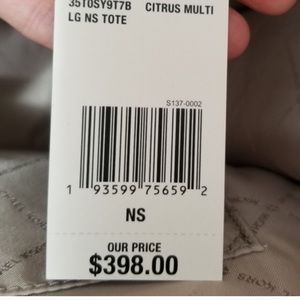 35T0SY9T7B CITRUS MULTI
LG NS TOTE
S137-0002
1 93599 75659 2
NS
OUR PRICE
$398.00